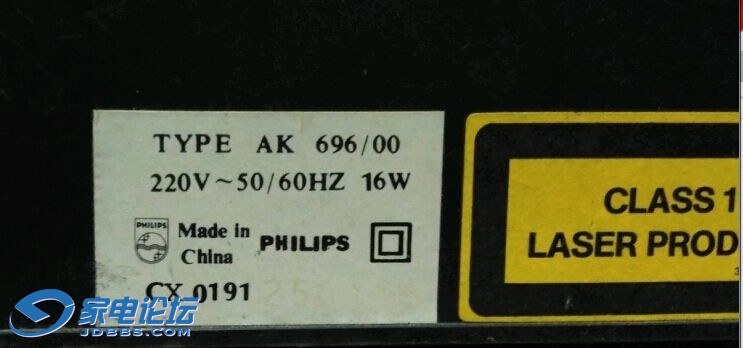 TYPE AK 696/00
220V~50/60HZ 16W
PHILIPS
Made in
China
PHILIPS
CX 0191
CLASS 1
LASER PROD
家电论坛
JDBBS.COM